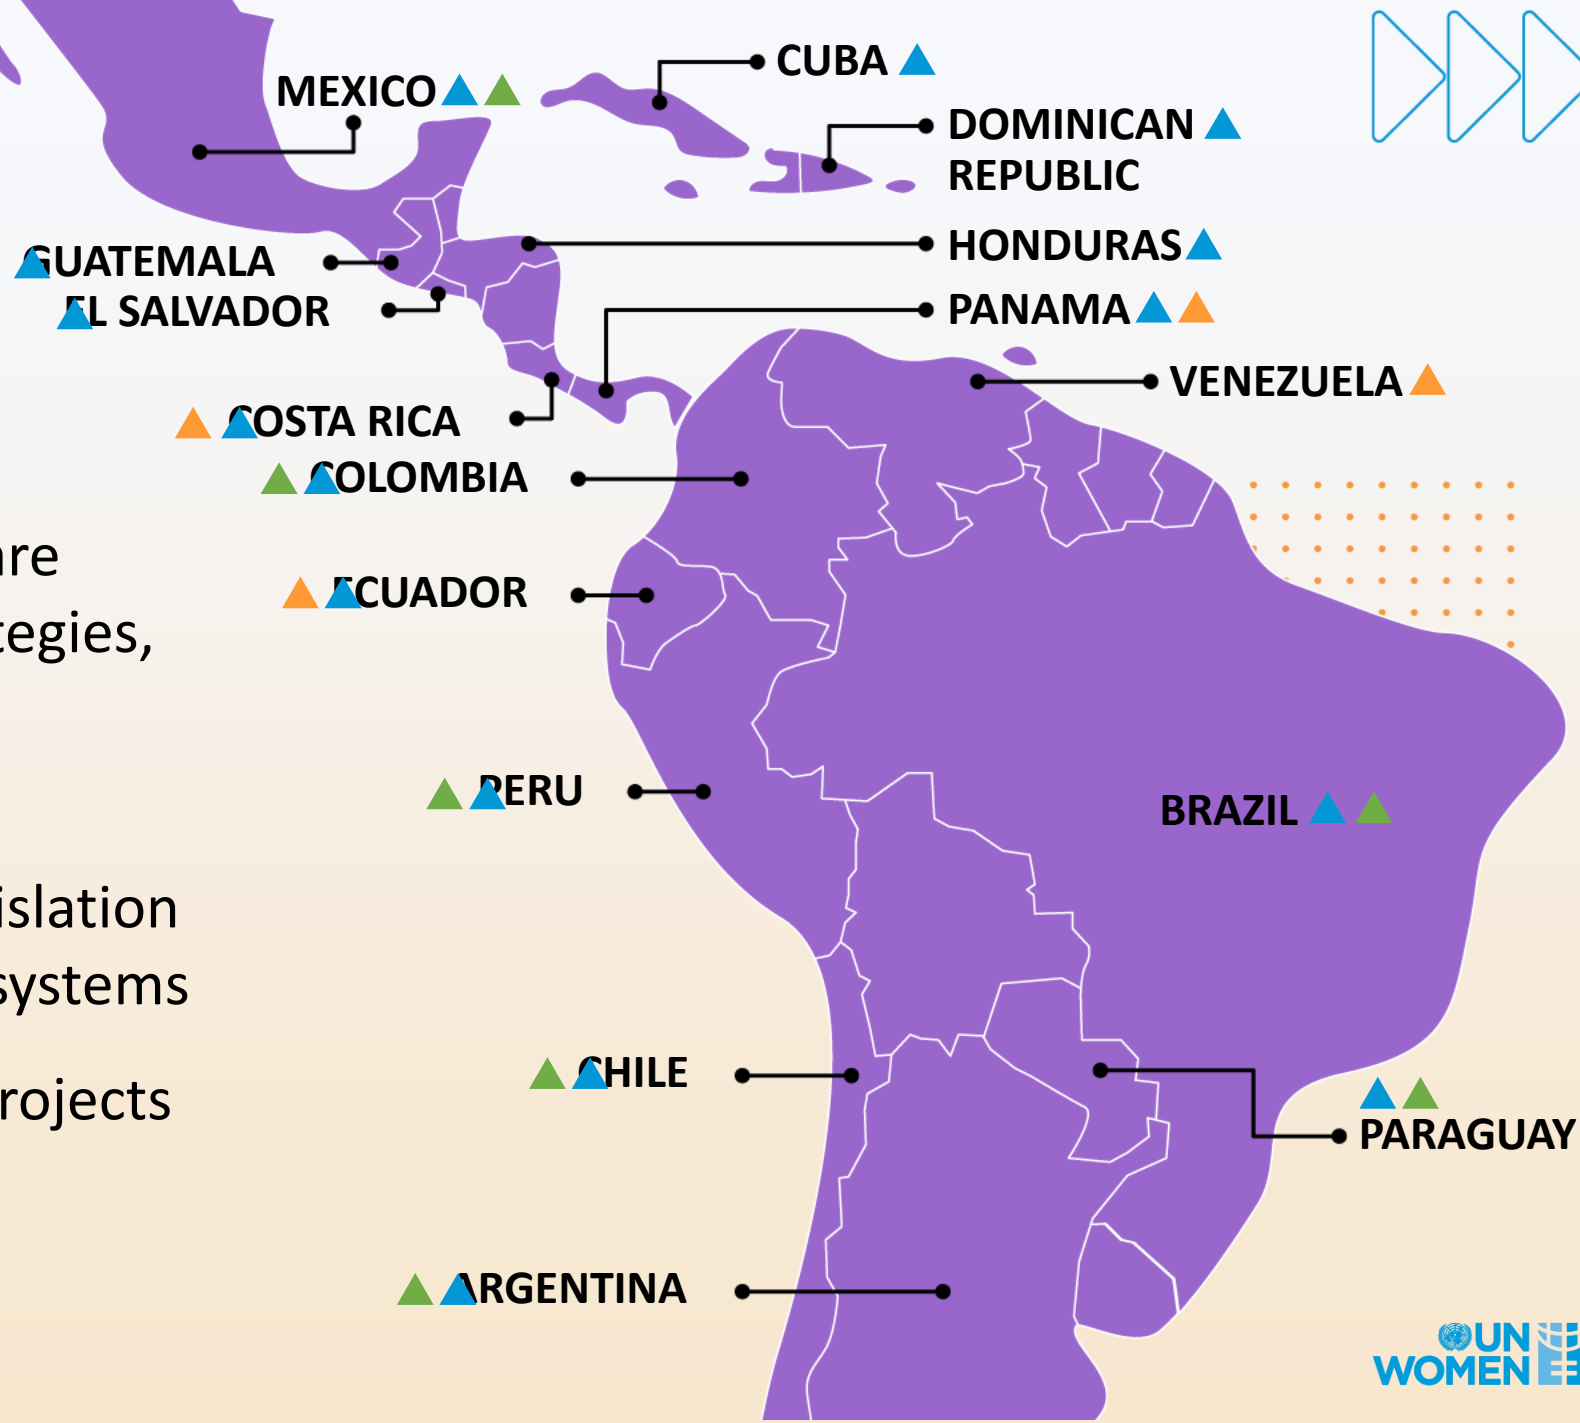 CUBA
MEXICO
DOMINICAN
REPUBLIC
HONDURAS
GUATEMALA
EL SALVADOR
PANAMA
VENEZUELA
COSTA RICA
COLOMBIA
are
tegies,
ECUADOR
PERU
BRAZIL
islation
systems
rojects
CHILE
PARAGUAY
ARGENTINA
UN
WOMEN